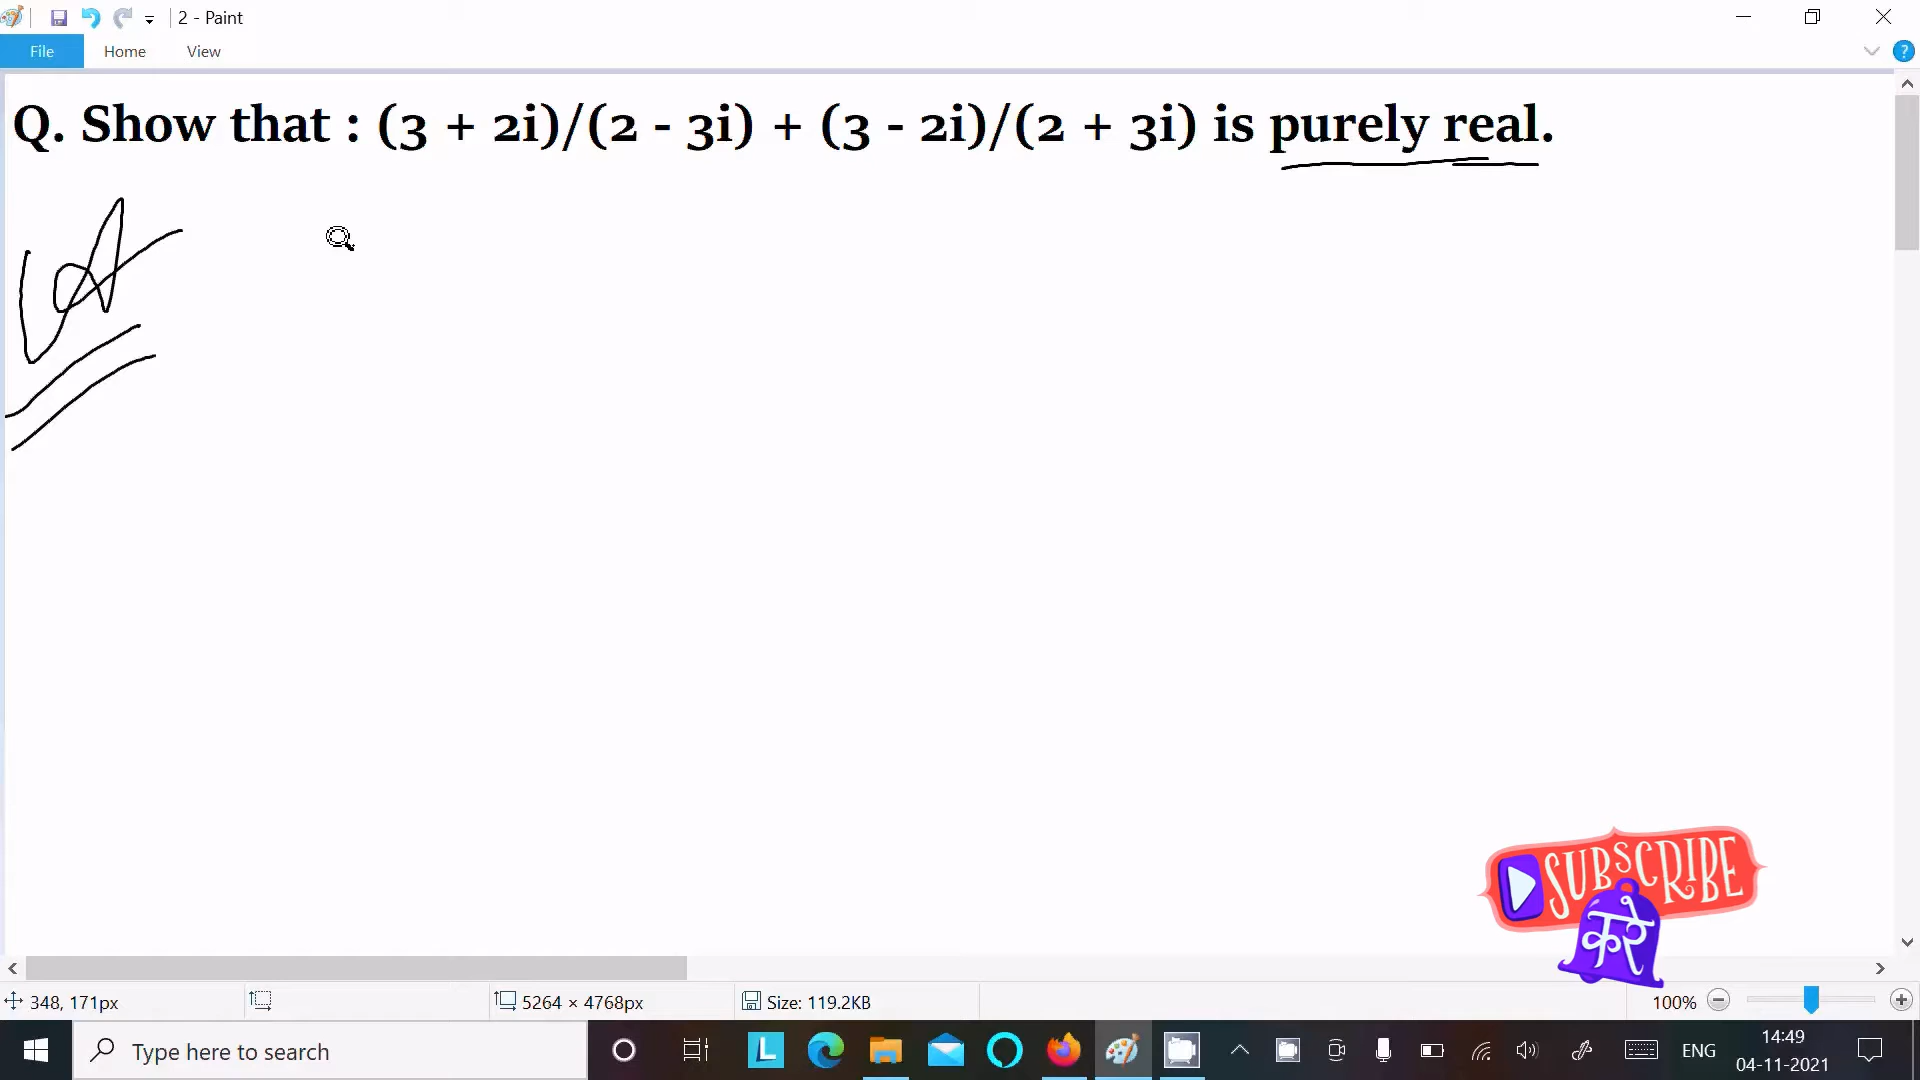 2 - Paint
File Home View
Q. Show that : (3 + 2i)/(2 - 3i) + (3 - 2i)/(2 + 3i) is purely real.
SUBSCRIBE
करे
348, 171px 5264 × 4768px Size: 119.2KB 100%
Type here to search L ENG 14:49
04-11-2021